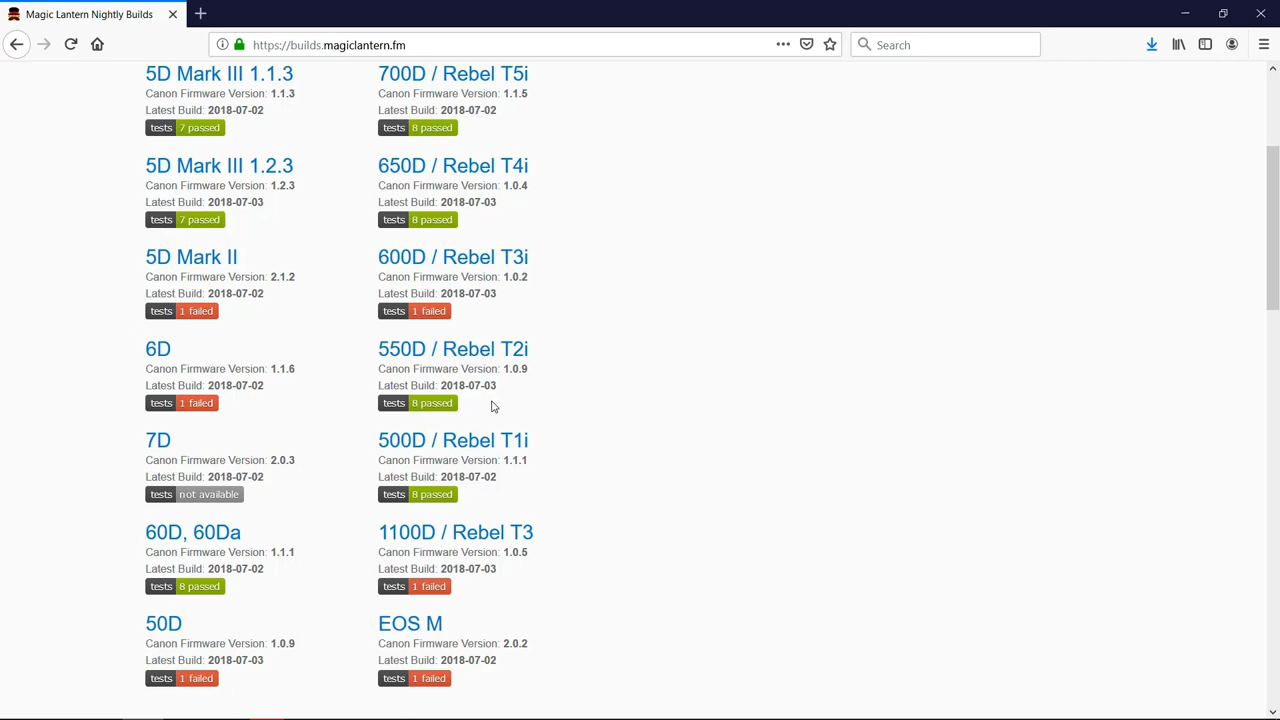 Magic Lantern Nightly Builds
https://builds.magiclantern.fm
Search
5D Mark III 1.1.3
Canon Firmware Version: 1.1.3
Latest Build: 2018-07-02
tests 7 passed
5D Mark III 1.2.3
Canon Firmware Version: 1.2.3
Latest Build: 2018-07-03
tests 7 passed
5D Mark II
Canon Firmware Version: 2.1.2
Latest Build: 2018-07-02
tests 1 failed
6D
Canon Firmware Version: 1.1.6
Latest Build: 2018-07-02
tests 1 failed
7D
Canon Firmware Version: 2.0.3
Latest Build: 2018-07-02
tests not available
60D, 60Da
Canon Firmware Version: 1.1.1
Latest Build: 2018-07-02
tests 8 passed
50D
Canon Firmware Version: 1.0.9
Latest Build: 2018-07-03
tests 1 failed
700D / Rebel T5i
Canon Firmware Version: 1.1.5
Latest Build: 2018-07-02
tests 8 passed
650D / Rebel T4i
Canon Firmware Version: 1.0.4
Latest Build: 2018-07-03
tests 8 passed
600D / Rebel T3i
Canon Firmware Version: 1.0.2
Latest Build: 2018-07-03
tests 1 failed
550D / Rebel T2i
Canon Firmware Version: 1.0.9
Latest Build: 2018-07-03
tests 8 passed
500D / Rebel T1i
Canon Firmware Version: 1.1.1
Latest Build: 2018-07-02
tests 8 passed
1100D / Rebel T3
Canon Firmware Version: 1.0.5
Latest Build: 2018-07-03
tests 1 failed
EOS M
Canon Firmware Version: 2.0.2
Latest Build: 2018-07-02
tests 1 failed